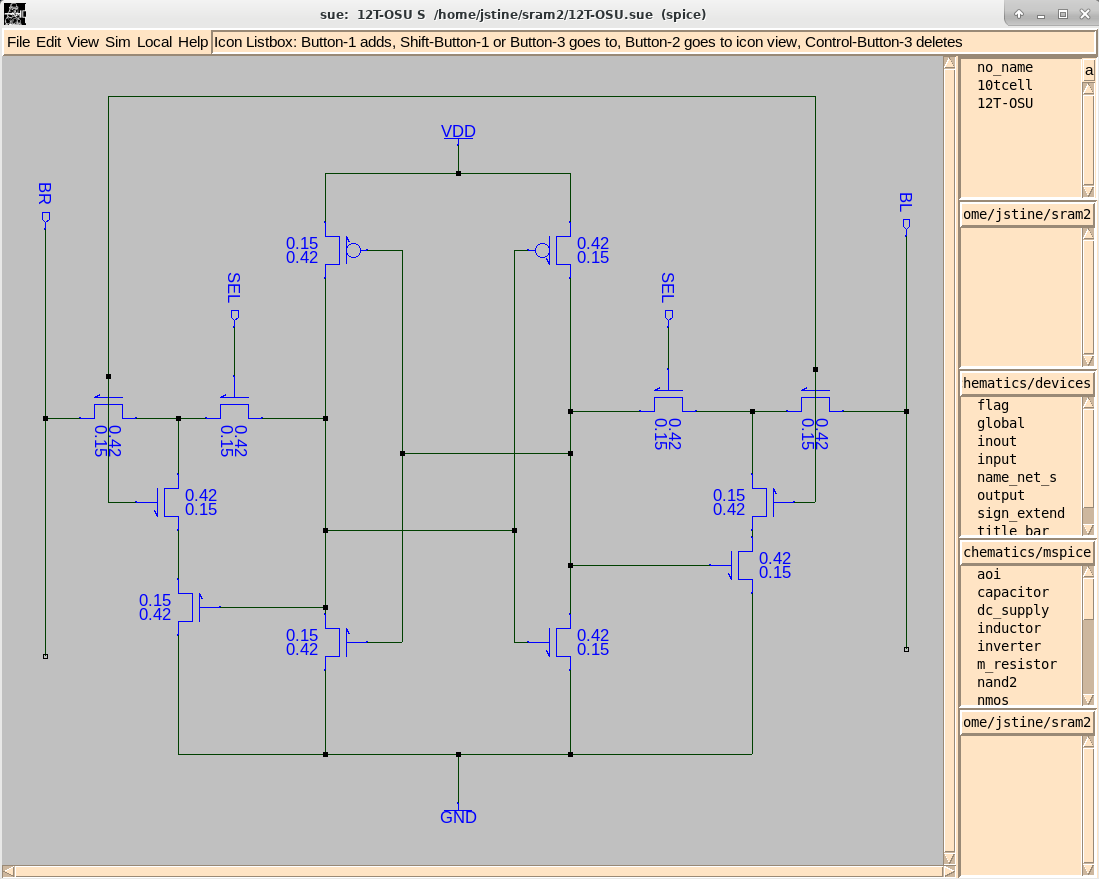 sue: 12T-OSU S /home/jstine/sram2/12T-OSU.sue (spice)
File Edit View Sim Local Help
Icon Listbox: Button-1 adds, Shift-Button-1 or Button-3 goes to, Button-2 goes to icon view, Control-Button-3 deletes
VDD
BR
BL
0.15
0.42
0.42
0.15
SEL
SEL
0.42
0.15
0.42
0.15
0.42
0.15
0.42
0.15
0.42
0.15
0.15
0.42
0.42
0.15
0.15
0.42
0.15
0.42
0.42
0.15
GND
a
no_name
10tcell
12T-OSU
ome/jstine/sram2
hematics/devices
flag
global
inout
input
name_net_s
output
sign_extend
title_bar
chematics/mspice
aoi
capacitor
dc_supply
inductor
inverter
m_resistor
nand2
nmos
ome/jstine/sram2